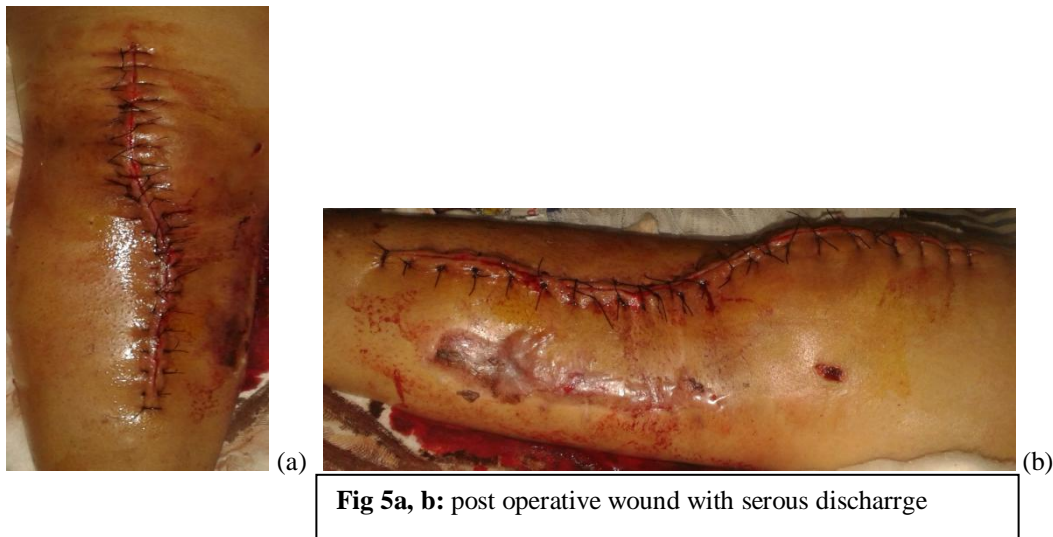 (a)
(b)
Fig 5a, b: post operative wound with serous discharrge